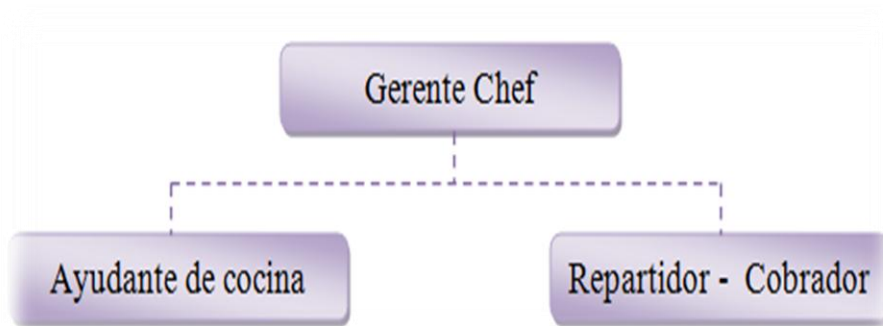 Gerente Chef
Ayudante de cocina
Repartidor - Cobrador